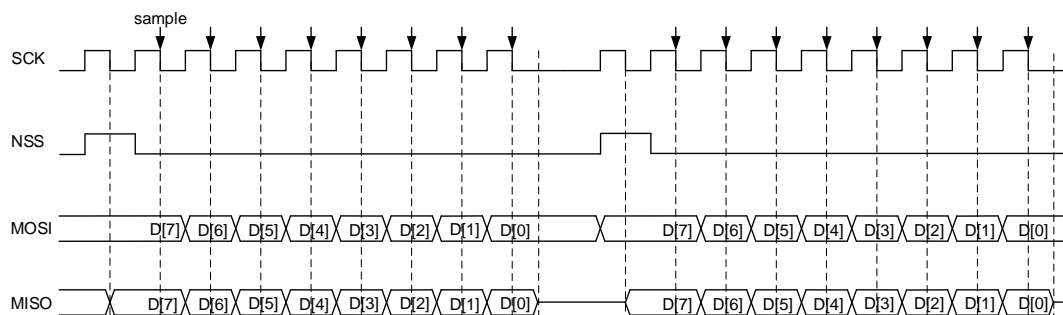 sample
SCK
NSS
MOSI D[7] D[6] D[5] D[4] D[3] D[2] D[1] D[0] D[7] D[6] D[5] D[4] D[3] D[2] D[1] D[0]
MISO D[7] D[6] D[5] D[4] D[3] D[2] D[1] D[0] D[7] D[6] D[5] D[4] D[3] D[2] D[1] D[0]